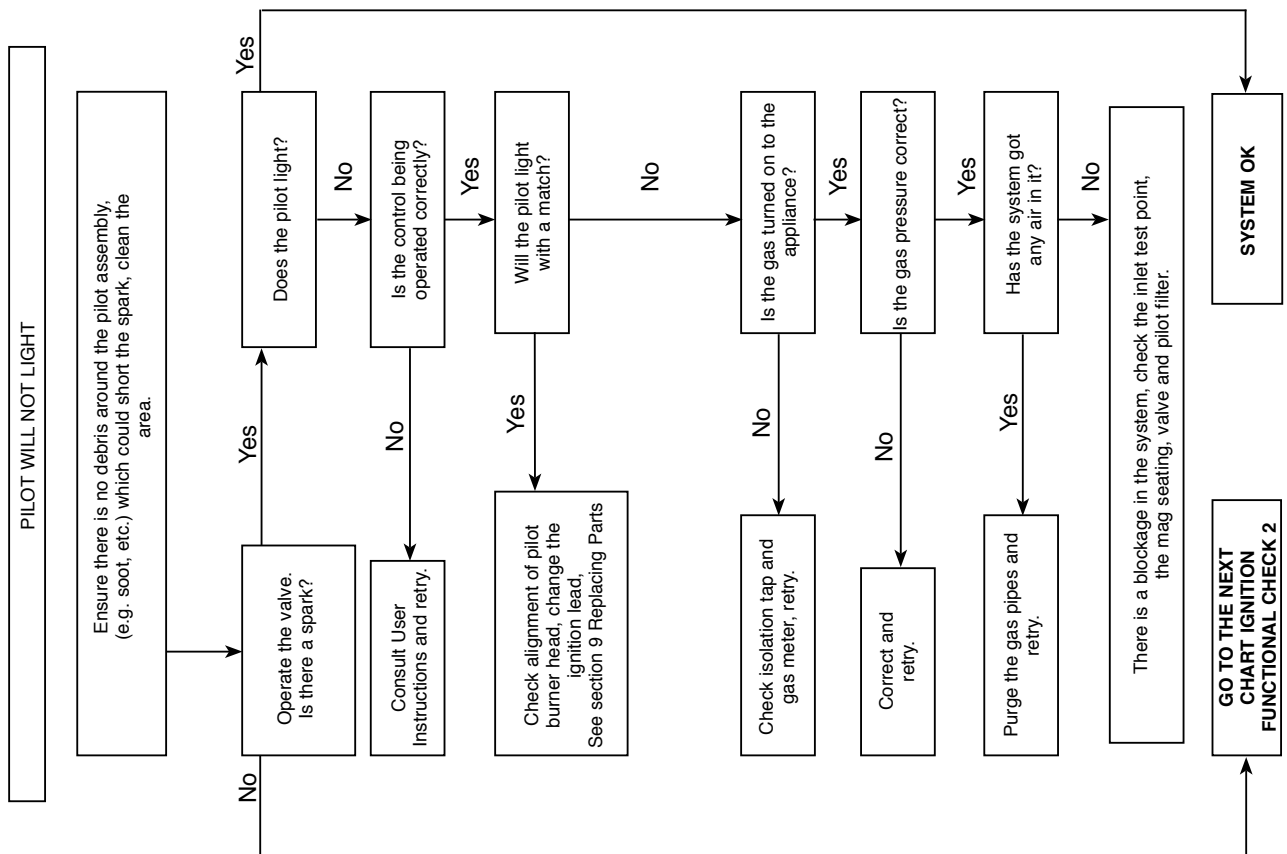 PILOT WILL NOT LIGHT
Ensure there is no debris around the pilot assembly,
(e.g. soot, etc.) which could short the spark, clean the
area.
Operate the valve.
Is there a spark?
Yes
No
Does the pilot light?
Yes
No
Is the control being
operated correctly?
No
Consult User
Instructions and retry.
Yes
Will the pilot light
with a match?
Yes
Check alignment of pilot
burner head, change the
ignition lead,
See section 9 Replacing Parts
No
Is the gas turned on to the
appliance?
No
Check isolation tap and
gas meter, retry.
Yes
Is the gas pressure correct?
No
Correct and
retry.
Yes
Has the system got
any air in it?
Yes
Purge the gas pipes and
retry.
No
There is a blockage in the system, check the inlet test point,
the mag seating, valve and pilot filter.
GO TO THE NEXT
CHART IGNITION
FUNCTIONAL CHECK 2
SYSTEM OK